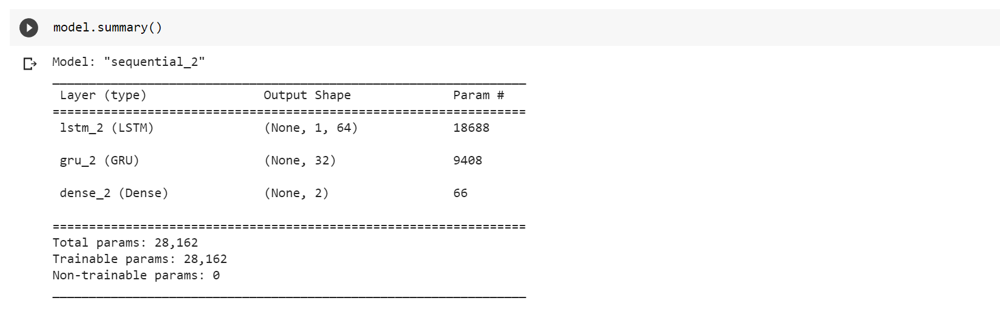 model.summary()
Model: "sequential_2"
_________________________________________________________________
Layer (type) Output Shape Param #
=================================================================
lstm_2 (LSTM) (None, 1, 64) 18688
gru_2 (GRU) (None, 32) 9408
dense_2 (Dense) (None, 2) 66
=================================================================
Total params: 28,162
Trainable params: 28,162
Non-trainable params: 0
_________________________________________________________________